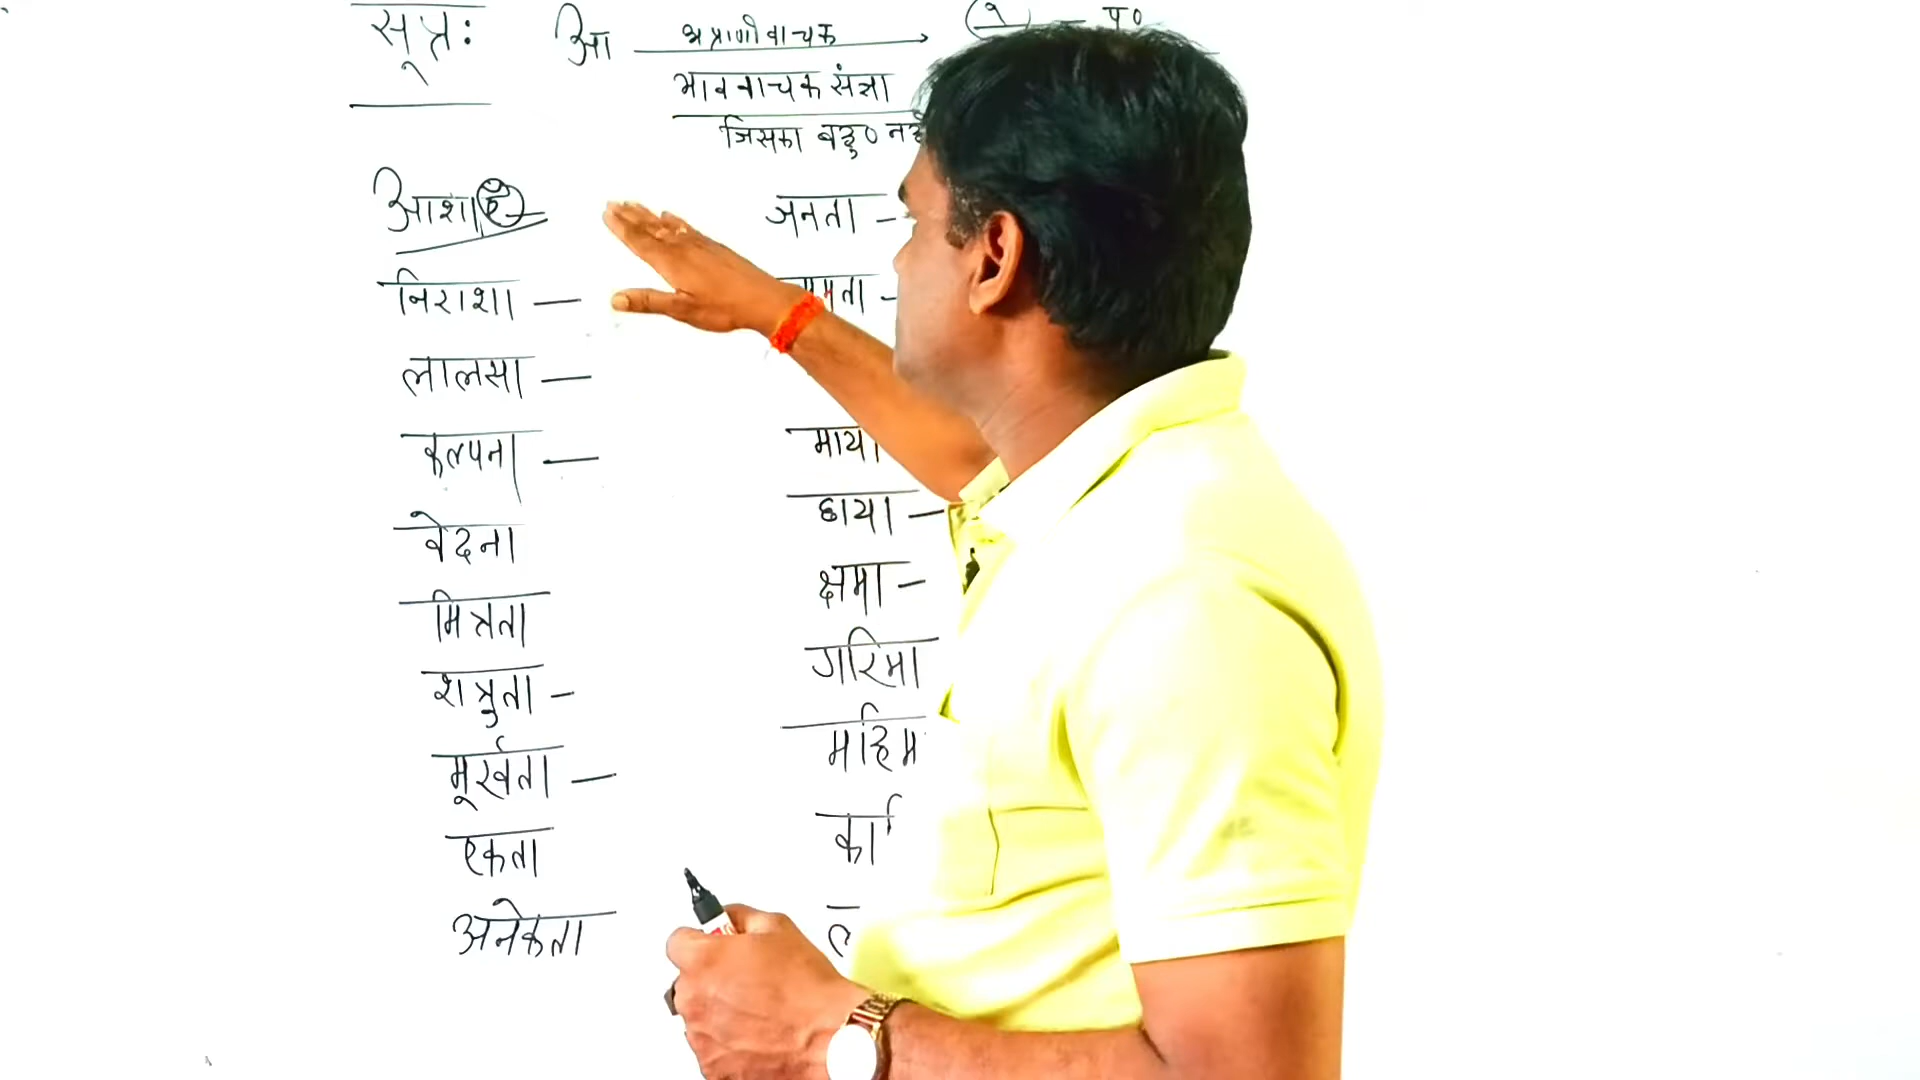 सूत्र:
आ अप्राणीवाचक
भाववाचक संज्ञा
जिसका बहु०
आशाएँ
निराशा —
लालसा —
कल्पना —
वेदना
मित्रता
शत्रुता -
मूर्खता —
एकता
अनेकता
जनता -
माया
छाया —
क्षमा -
गरिमा